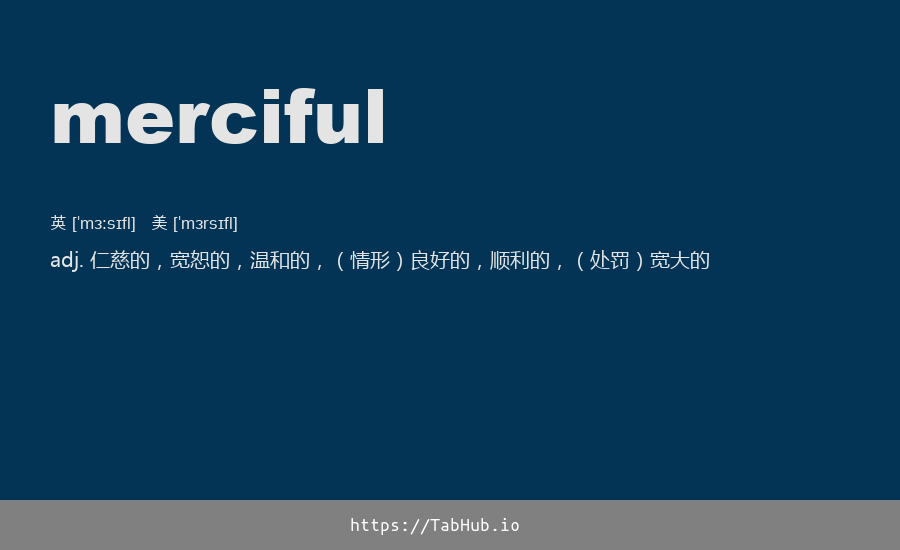 merciful
英 [ˈmɜːsɪfl] 美 [ˈmɜrsɪfl]
adj. 仁慈的，宽恕的，温和的，（情形）良好的，顺利的，（处罚）宽大的
https://TabHub.io